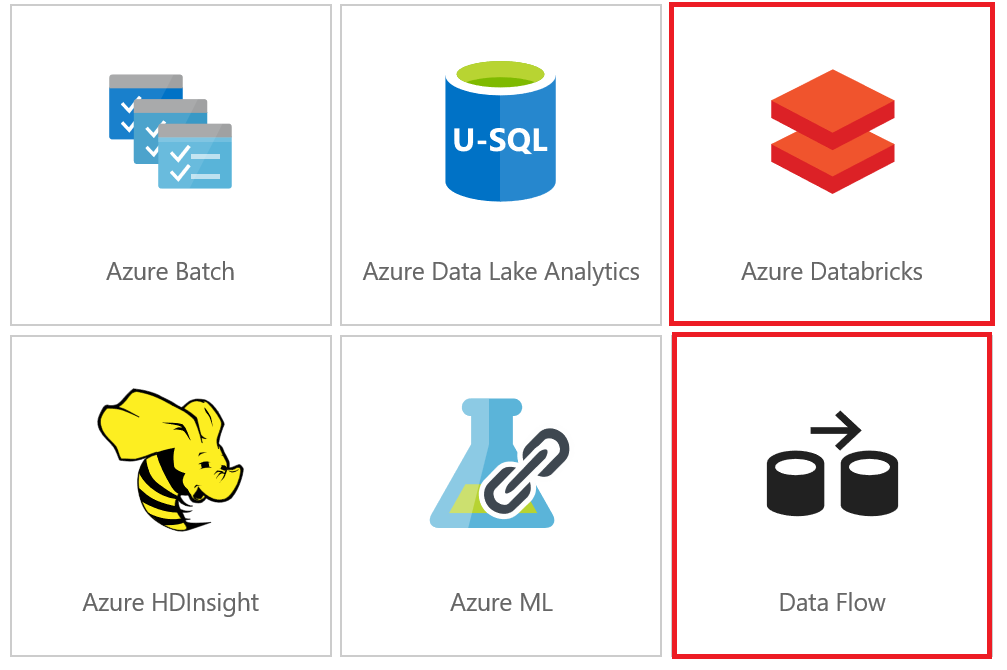 U-SQL
Azure Batch
Azure Data Lake Analytics
Azure Databricks
Azure HDInsight
Azure ML
Data Flow